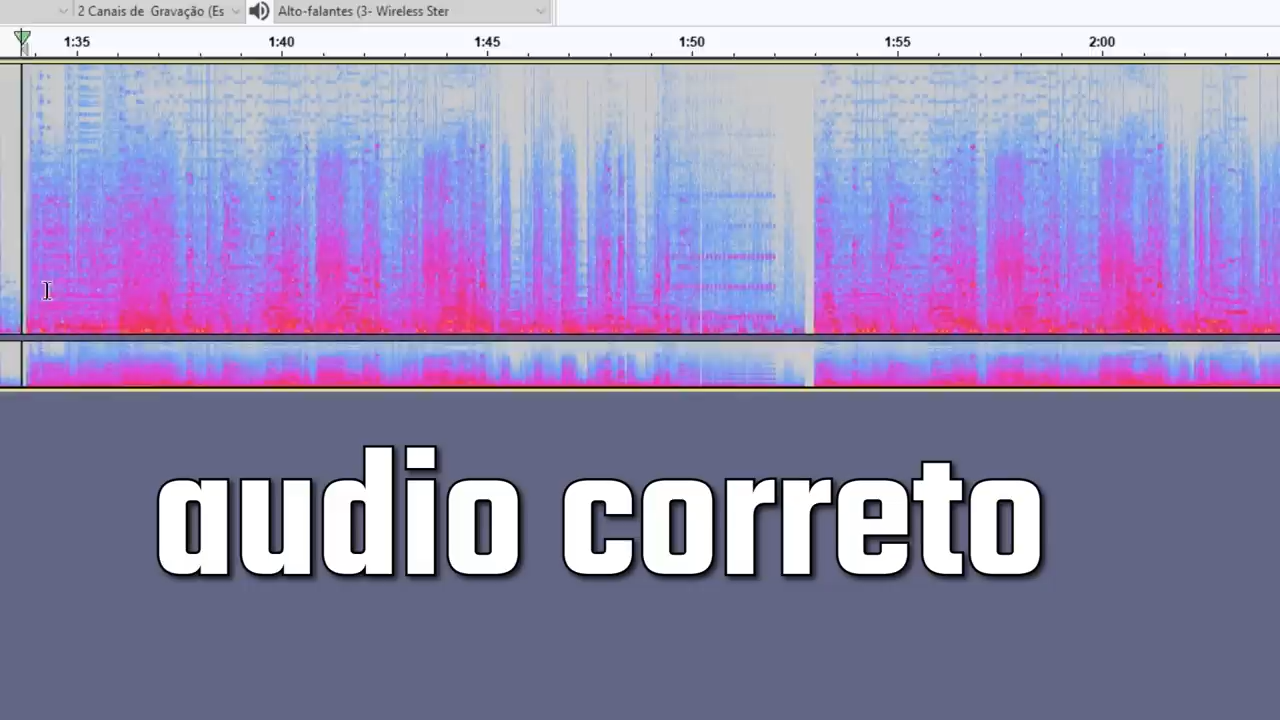 2 Canais de Gravação (Es
Alto-falantes (3- Wireless Ster
1:35 1:40 1:45 1:50 1:55 2:00
audio correto